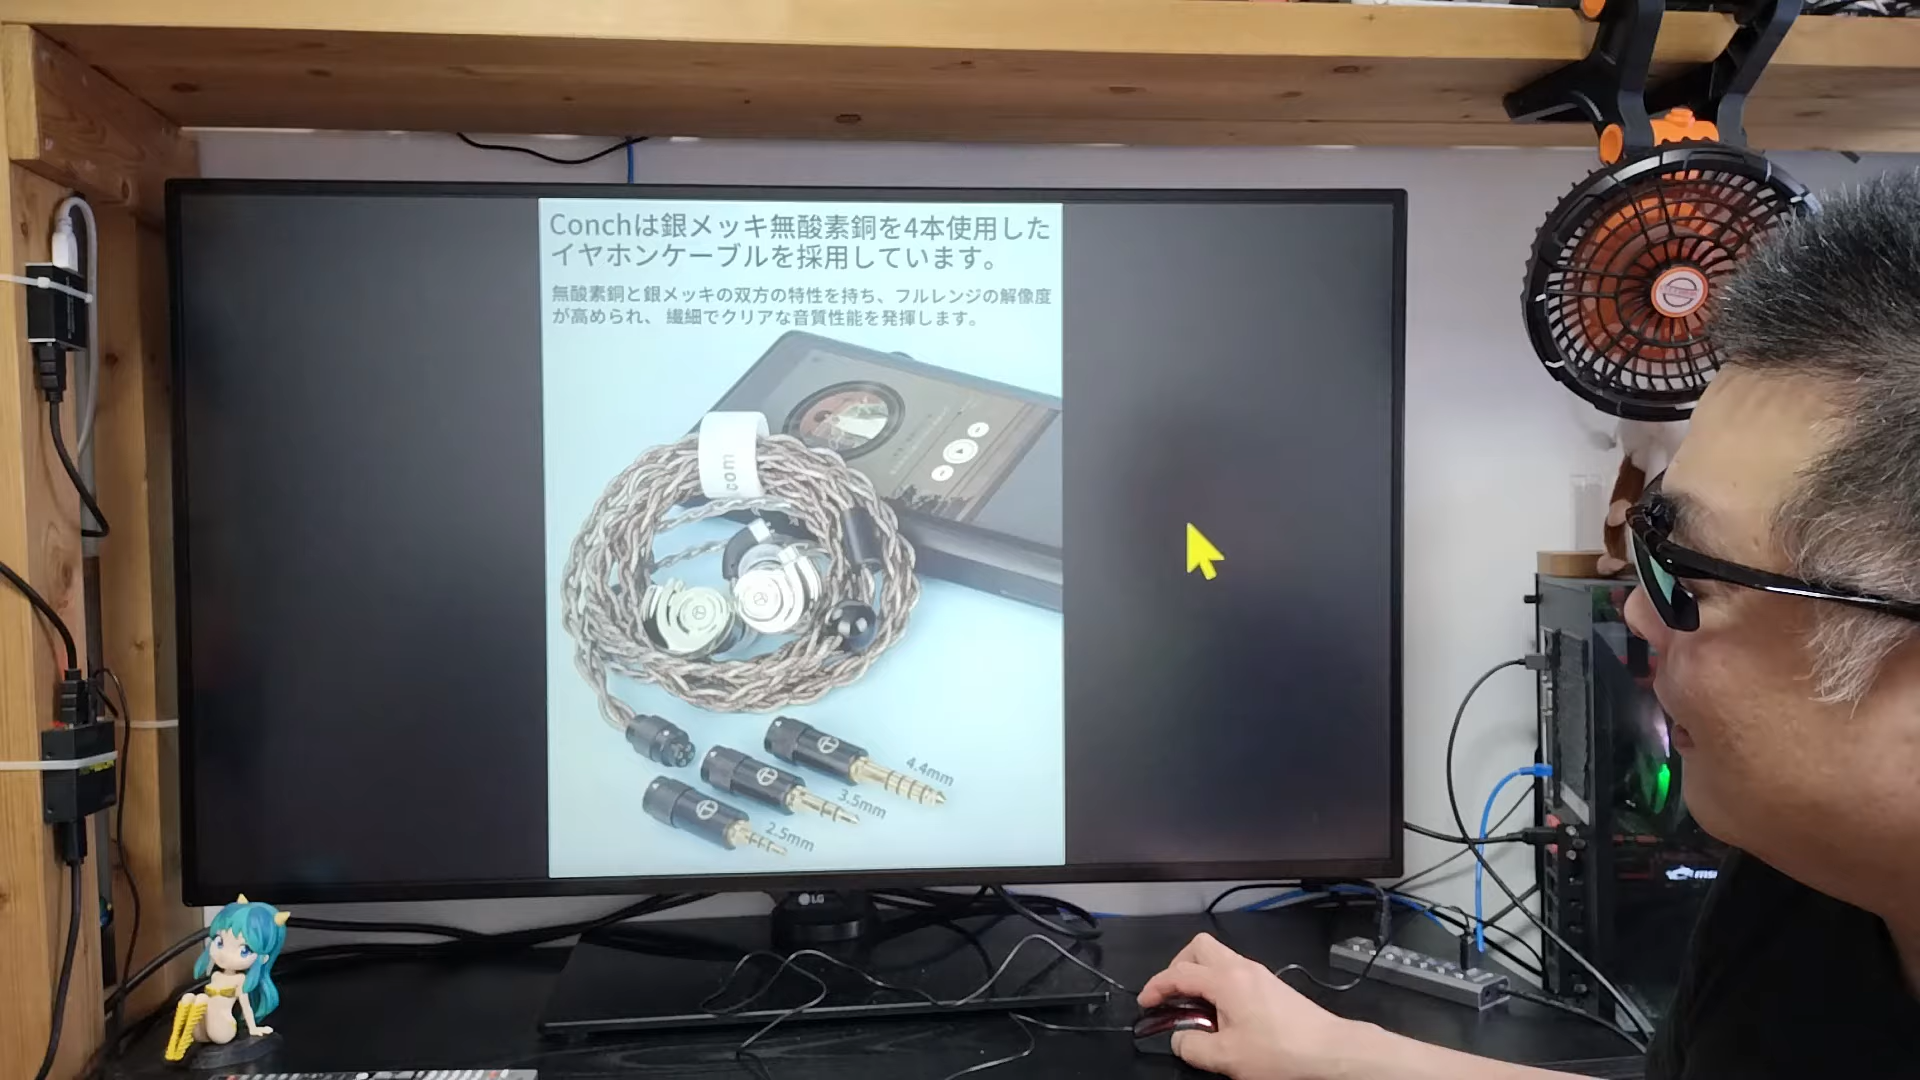 Conchは銀メッキ無酸素銅を4本使用した
イヤホンケーブルを採用しています。
無酸素銅と銀メッキの双方の特性を持ち、フルレンジの解像度
が高められ、繊細でクリアな音質性能を発揮します。
com
4.4mm
3.5mm
2.5mm
LG
msi